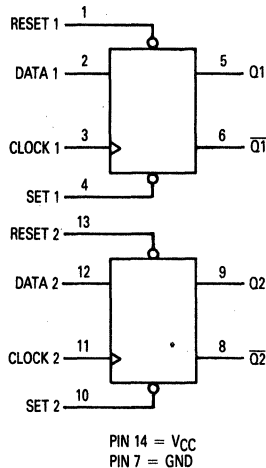 1
RESET 1
2
DATA 1
5
Q1
3
CLOCK 1
6
Q1
4
SET 1
13
RESET 2
12
DATA 2
9
Q2
11
CLOCK 2
8
Q2
10
SET 2
PIN 14 = VCC
PIN 7 = GND